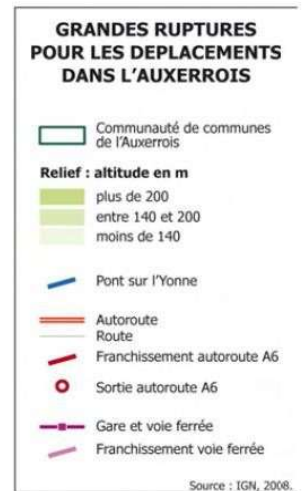 GRANDES RUPTURES
POUR LES DEPLACEMENTS
DANS L'AUXERROIS
Communauté de communes
de l'Auxerrois
Relief : altitude en m
plus de 200
entre 140 et 200
moins de 140
Pont sur l'Yonne
Autoroute
Route
Franchissement autoroute A6
Sortie autoroute A6
Gare et voie ferrée
Franchissement voie ferrée
Source : IGN, 2008.